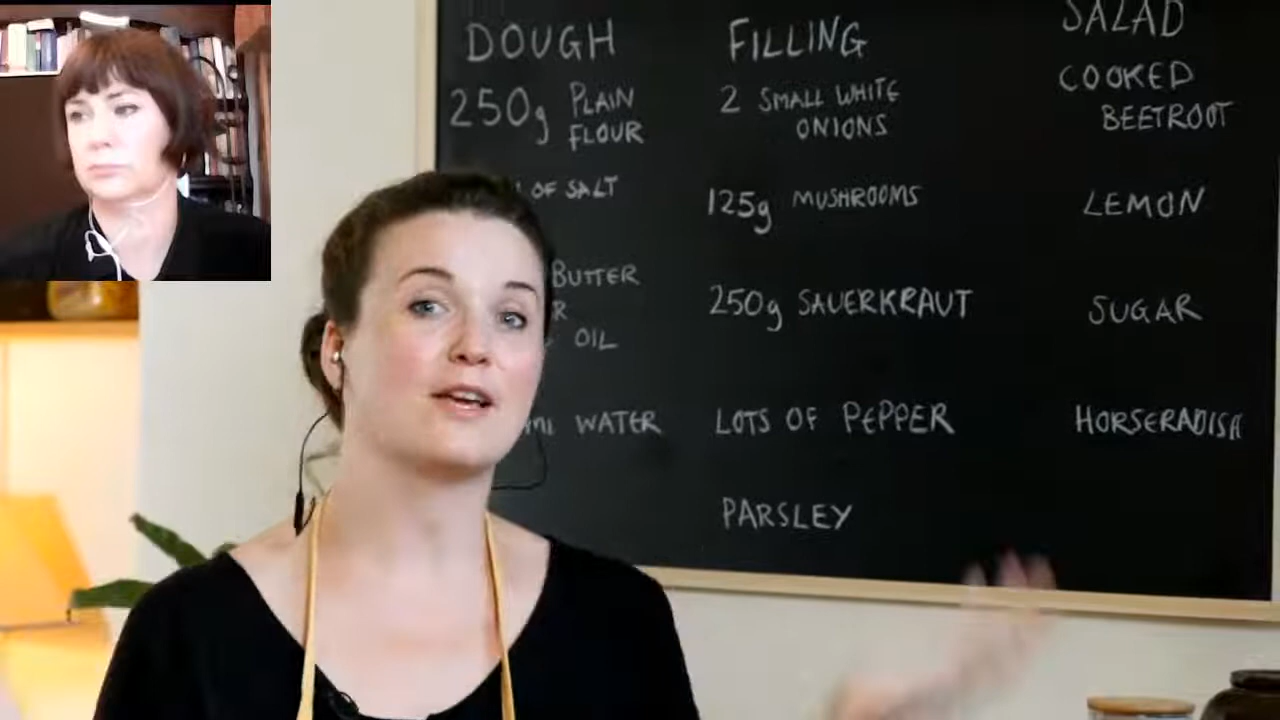 DOUGH
250g PLAIN
FLOUR
OF SALT
BUTTER
OIL
WATER
FILLING
2 SMALL WHITE
ONIONS
125g MUSHROOMS
250g SAUERKRAUT
LOTS OF PEPPER
PARSLEY
SALAD
COOKED
BEETROOT
LEMON
SUGAR
HORSERADISH